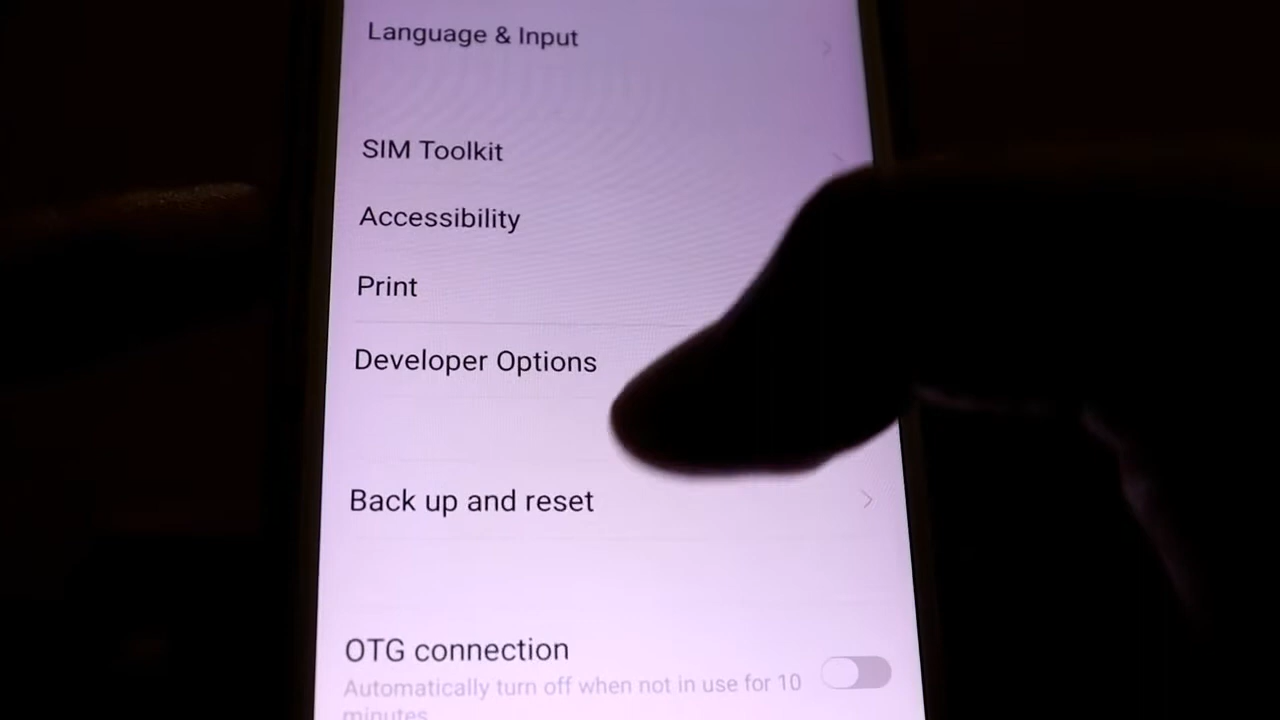 Language & Input
SIM Toolkit
Accessibility
Print
Developer Options
Back up and reset
OTG connection
Automatically turn off when not in use for 10
minutes